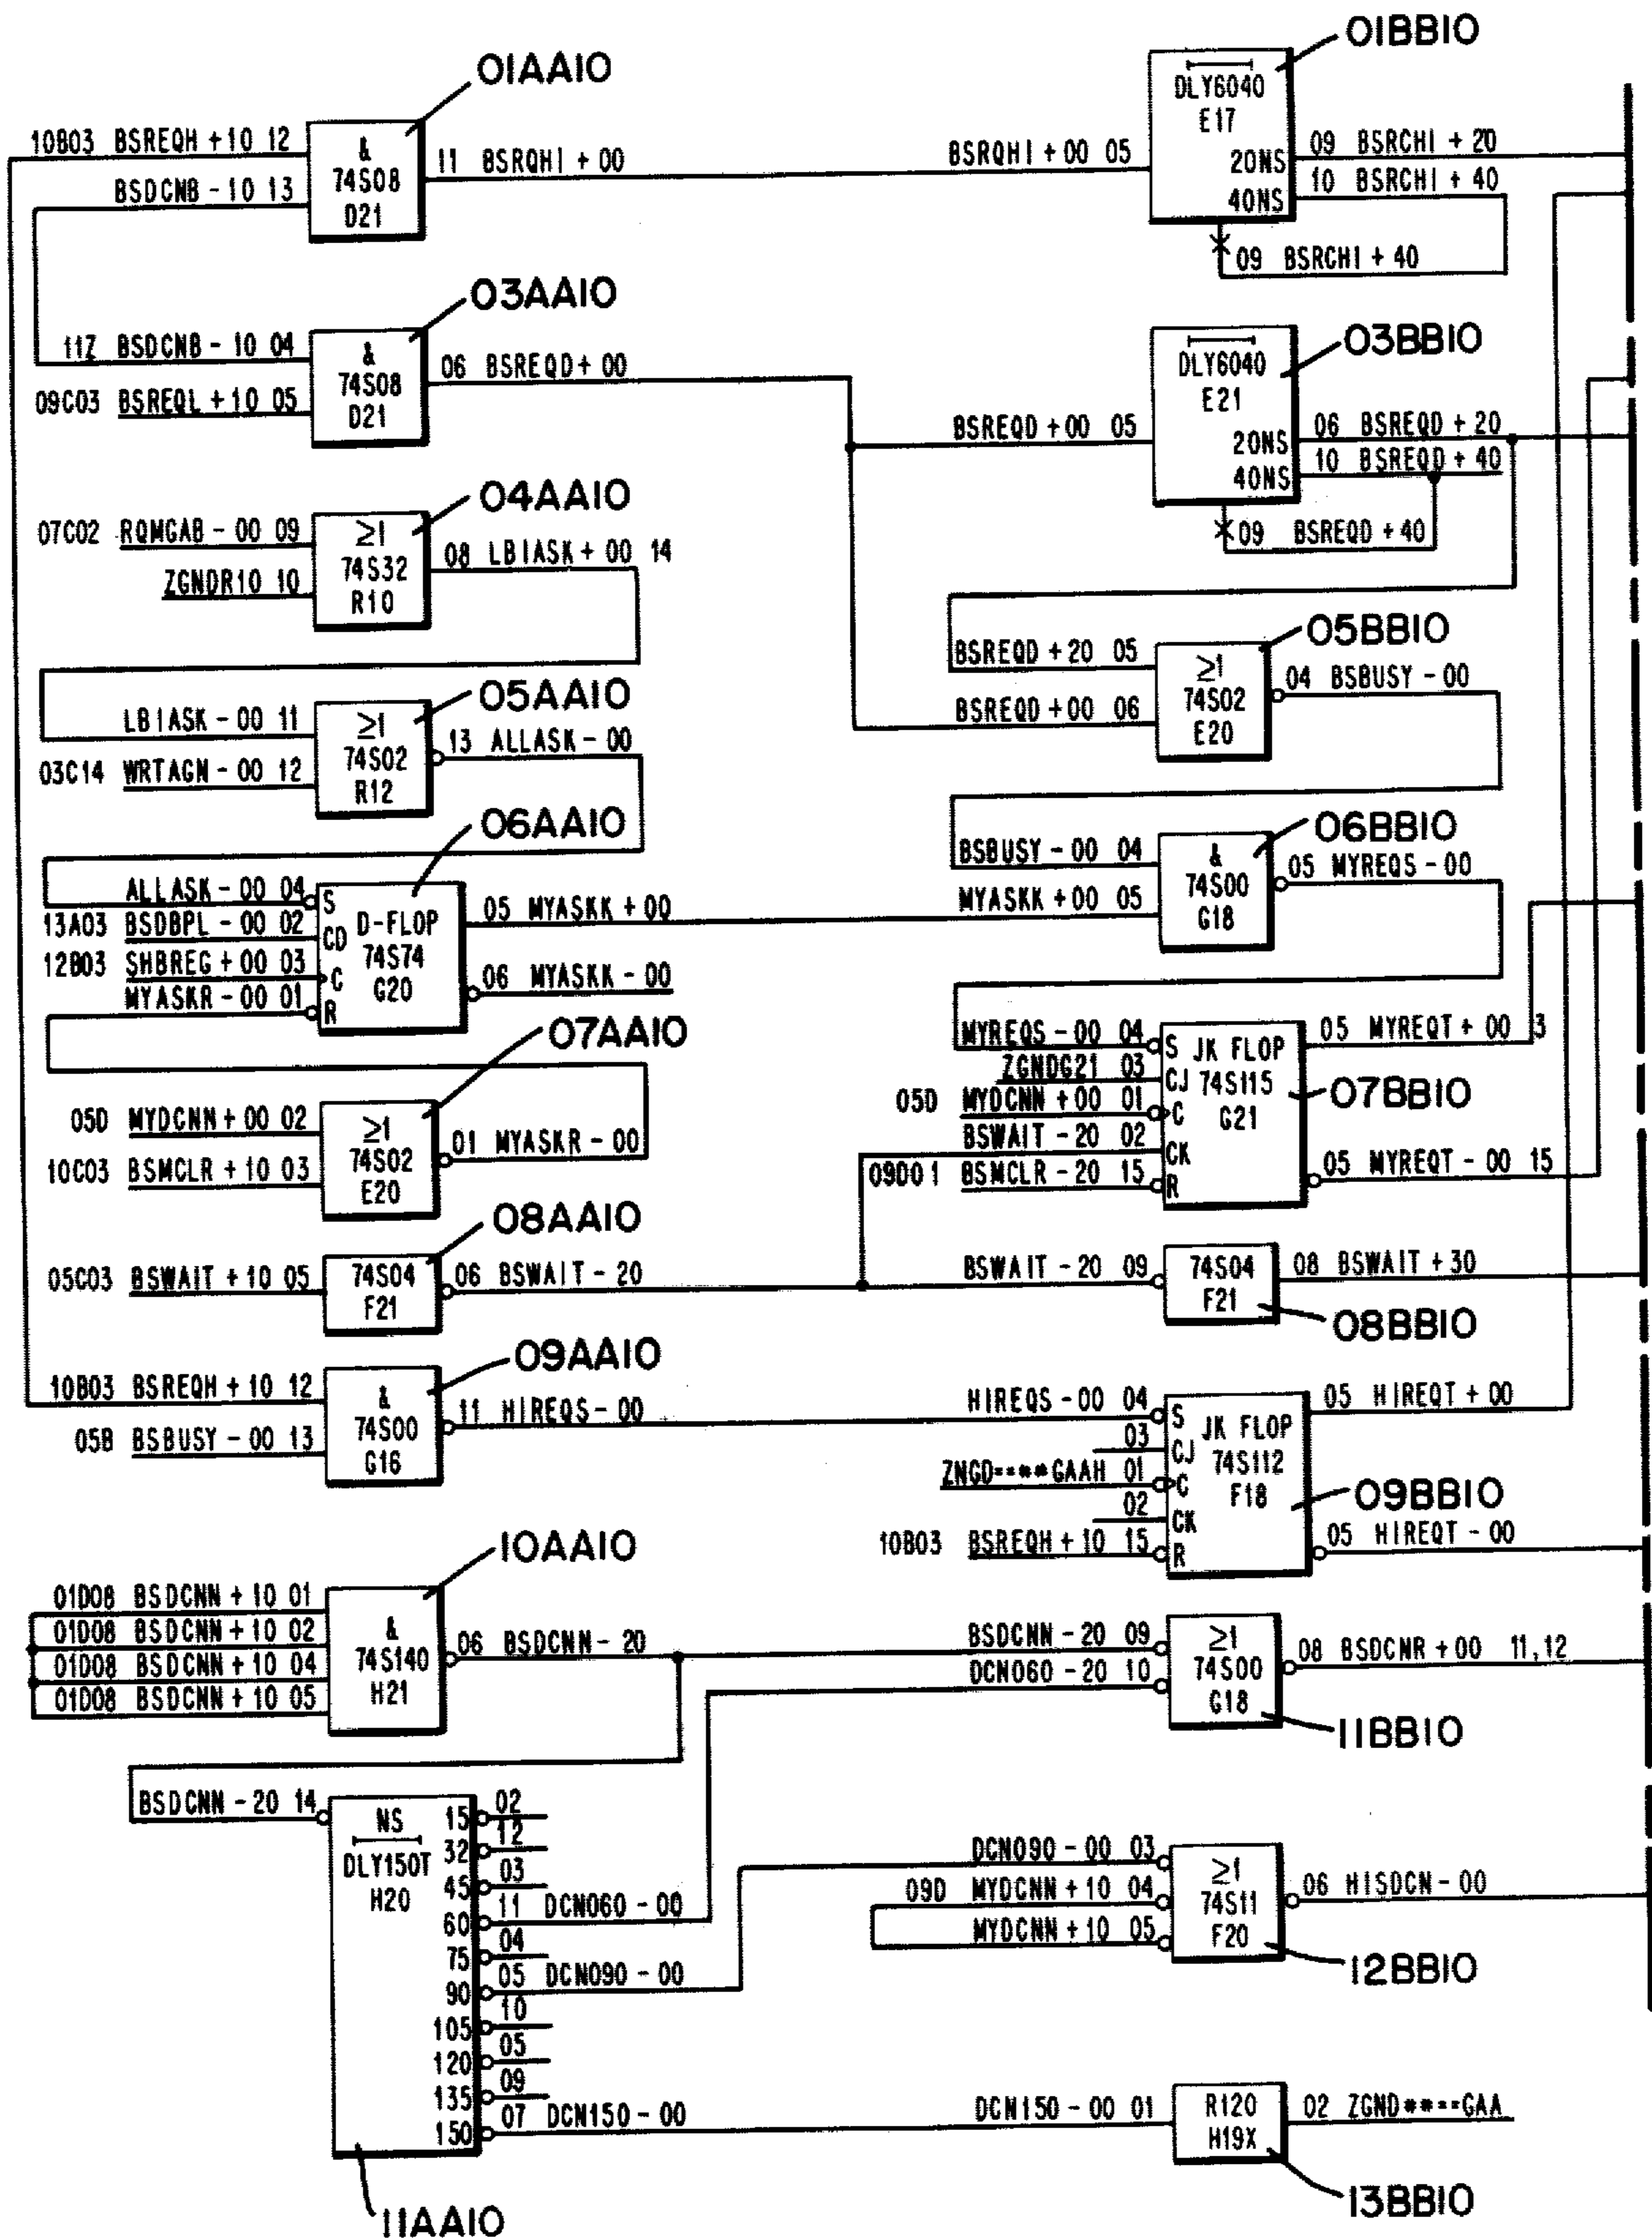 01AA10
10B03 BSREQH + 10 12
BSDCNB - 10 13
&
74S08
D21
11 BSRQHI + 00
BSRQHI + 00 05
01BB10
DLY6040
E17
20NS
40NS
09 BSRCHI + 20
10 BSRCHI + 40
09 BSRCHI + 40
03AA10
11Z BSDCNB - 10 04
09C03 BSREQL + 10 05
&
74S08
D21
06 BSREQD + 00
BSREQD + 00 05
03BB10
DLY6040
E21
20NS
40NS
06 BSREQD + 20
10 BSREQD + 40
09 BSREQD + 40
04AA10
07C02 RQMGAB - 00 09
ZGNDR10 10
≥1
74S32
R10
08 LBIASK + 00 14
BSREQD + 20 05
BSREQD + 00 06
05BB10
≥1
74S02
E20
04 BSBUSY - 00
05AA10
LBIASK - 00 11
03C14 WRTAGN - 00 12
≥1
74S02
R12
13 ALLASK - 00
06AA10
ALLASK - 00 04
13A03 BSDBPL - 00 02
12B03 SHBREG + 00 03
MYASKR - 00 01
S
CD
C
R
D-FLOP
74S74
G20
05 MYASKK + 00
06 MYASKK - 00
BSBUSY - 00 04
MYASKK + 00 05
06BB10
&
74S00
G18
05 MYREQS - 00
07AA10
05D MYDCNN + 00 02
10C03 BSMCLR + 10 03
≥1
74S02
E20
01 MYASKR - 00
MYREQS - 00 04
ZGNDG21 03
05D MYDCNN + 00 01
BSWAIT - 20 02
09D01 BSMCLR - 20 15
S
CJ
C
CK
R
JK FLOP
74S115
G21
07BB10
05 MYREQT + 00 3
05 MYREQT - 00 15
08AA10
05C03 BSWAIT + 10 05
74S04
F21
06 BSWAIT - 20
BSWAIT - 20 09
74S04
F21
08 BSWAIT + 30
08BB10
09AA10
10B03 BSREQH + 10 12
05B BSBUSY - 00 13
&
74S00
G16
11 HIREQS - 00
HIREQS - 00 04
03
ZNGD****GAAH 01
02
10B03 BSREQH + 10 15
S
CJ
C
CK
R
JK FLOP
74S112
F18
09BB10
05 HIREQT + 00
05 HIREQT - 00
10AA10
01D08 BSDCNN + 10 01
01D08 BSDCNN + 10 02
01D08 BSDCNN + 10 04
01D08 BSDCNN + 10 05
&
74S140
H21
06 BSDCNN - 20
BSDCNN - 20 09
DCN060 - 20 10
≥1
74S00
G18
08 BSDCNR + 00 11,12
11BB10
BSDCNN - 20 14
NS
DLY150T
H20
15 02
32 12
45 03
60 11 DCN060 - 00
75 04
90 05 DCN090 - 00
105 10
120 05
135 09
150 07 DCN150 - 00
11AA10
DCN090 - 00 03
09D MYDCNN + 10 04
MYDCNN + 10 05
≥1
74S11
F20
06 HISDCN - 00
12BB10
DCN150 - 00 01
R120
H19X
02 ZGND****GAA
13BB10